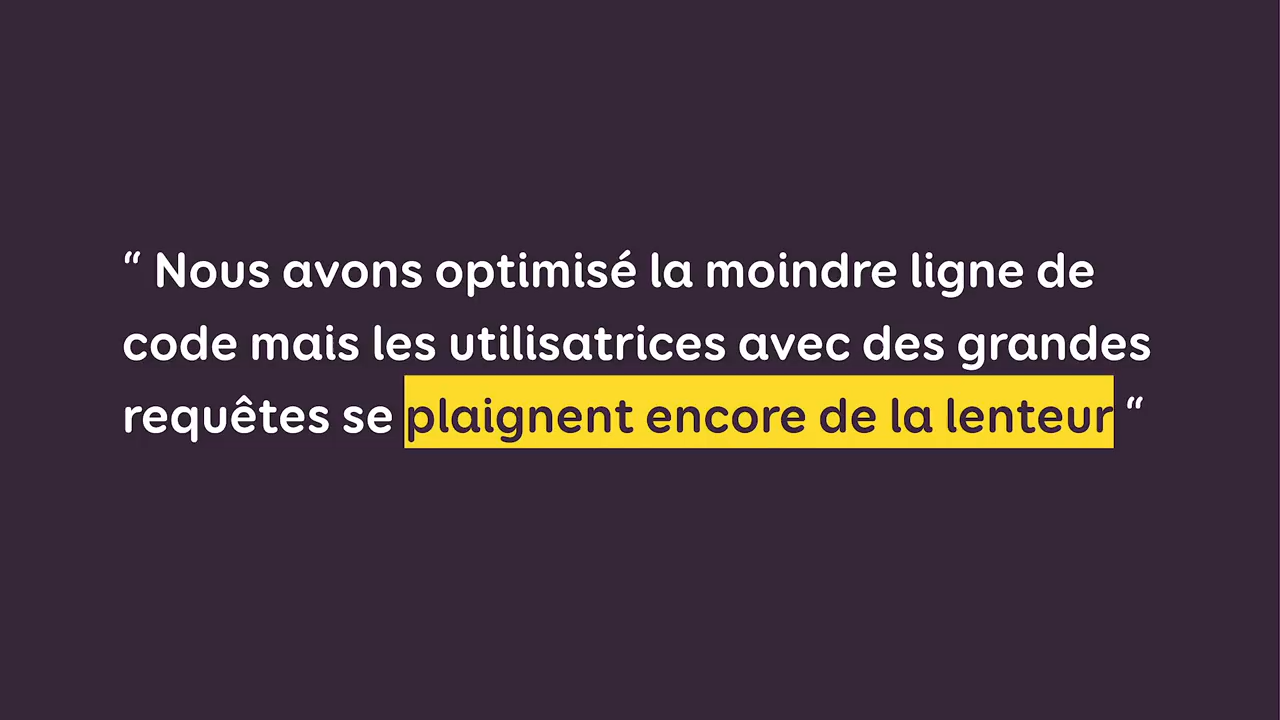 “ Nous avons optimisé la moindre ligne de
code mais les utilisatrices avec des grandes
requêtes se plaignent encore de la lenteur “